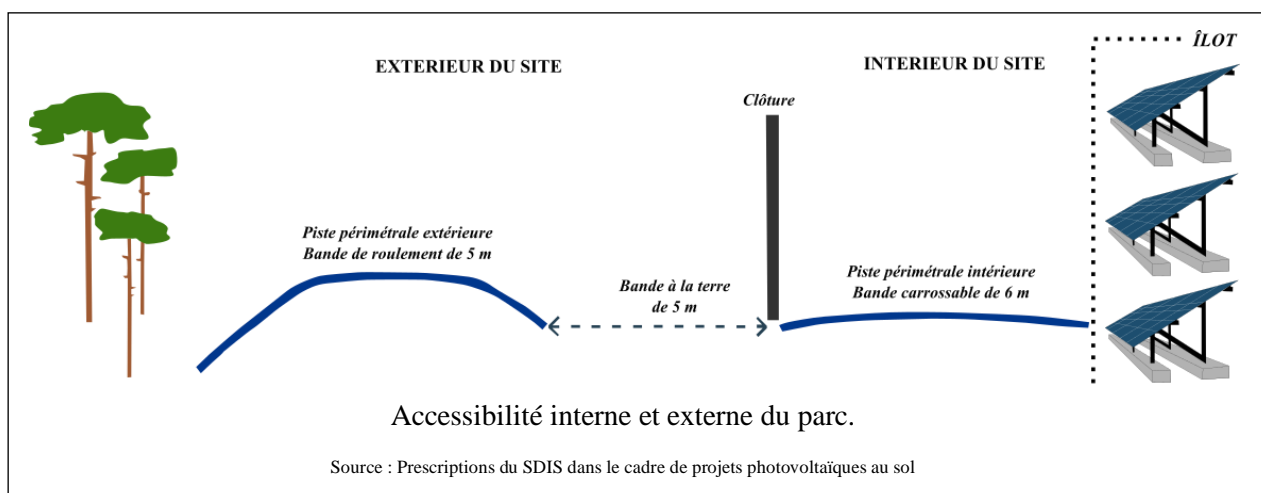 ÎLOT
EXTERIEUR DU SITE
INTERIEUR DU SITE
Clôture
Piste périmétrale extérieure
Bande de roulement de 5 m
Bande à la terre
de 5 m
Piste périmétrale intérieure
Bande carrossable de 6 m
Accessibilité interne et externe du parc.
Source : Prescriptions du SDIS dans le cadre de projets photovoltaïques au sol